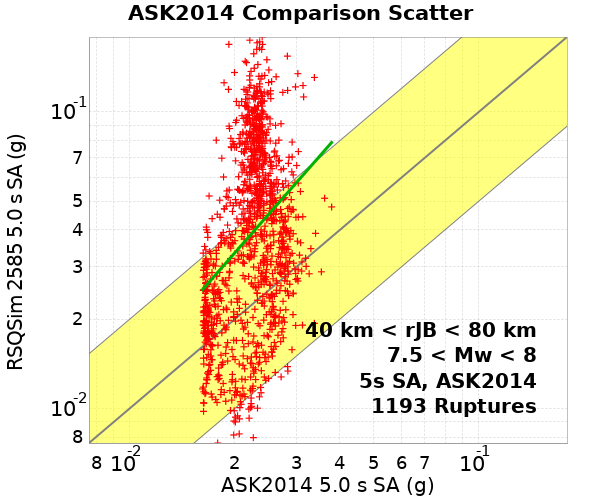 ASK2014 Comparison Scatter
RSQSim 2585 5.0 s SA (g)
10-1
7
5
4
3
2
10-2
8
40 km < rJB < 80 km
7.5 < Mw < 8
5s SA, ASK2014
1193 Ruptures
8 10-2 2 3 4 5 6 7 10-1
ASK2014 5.0 s SA (g)